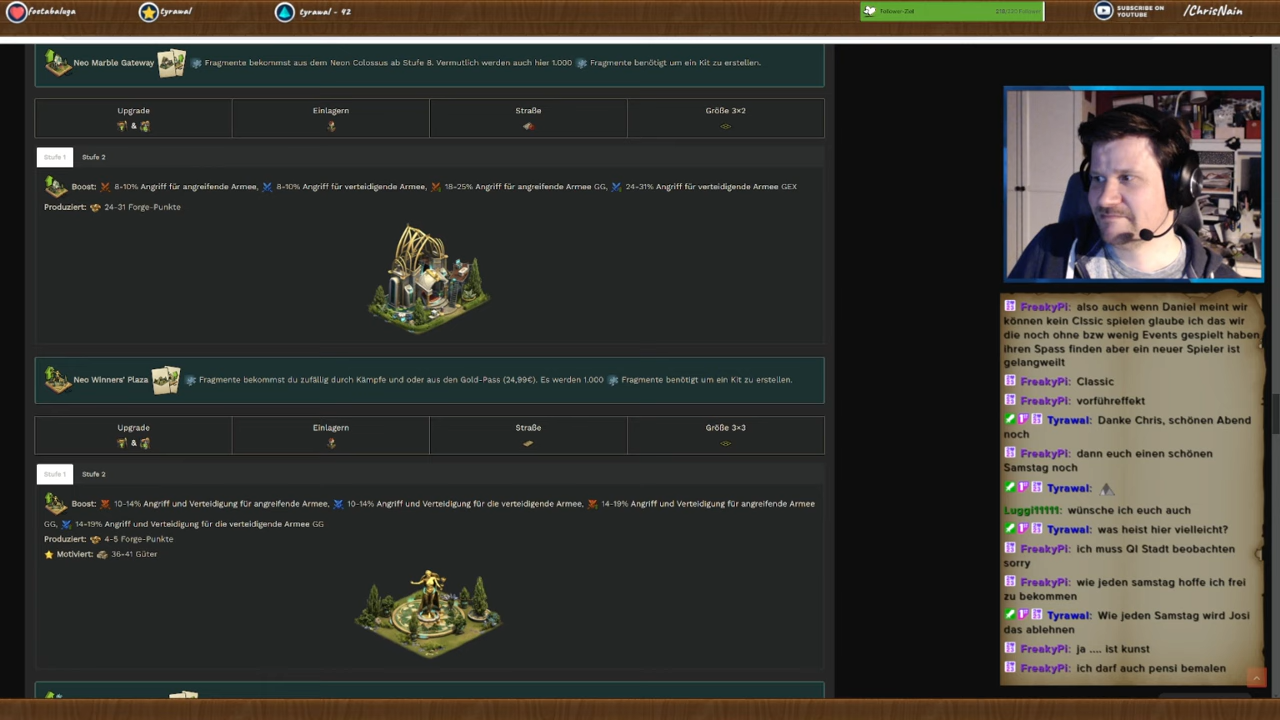 footabaluga
tyrawal
tyrawal - 92
Follower-Ziel
SUBSCRIBE ON
YOUTUBE
/ChrisNain
Neo Marble Gateway
Fragmente bekommst aus dem Neon Colossus ab Stufe 8. Vermutlich werden auch hier 1.000 Fragmente benötigt um ein Kit zu erstellen.
Upgrade
&
Einlagern
Straße
Größe 3×2
Stufe 1
Stufe 2
Boost: 8-10% Angriff für angreifende Armee, 8-10% Angriff für verteidigende Armee, 18-25% Angriff für angreifende Armee GG, 24-31% Angriff für verteidigende Armee GEX
Produziert: 24-31 Forge-Punkte
Neo Winners' Plaza
Fragmente bekommst du zufällig durch Kämpfe und oder aus den Gold-Pass (24,99€). Es werden 1.000 Fragmente benötigt um ein Kit zu erstellen.
Upgrade
&
Einlagern
Straße
Größe 3×3
Stufe 1
Stufe 2
Boost: 10-14% Angriff und Verteidigung für angreifende Armee, 10-14% Angriff und Verteidigung für die verteidigende Armee, 14-19% Angriff und Verteidigung für angreifende Armee
GG, 14-19% Angriff und Verteidigung für die verteidigende Armee GG
Produziert: 4-5 Forge-Punkte
Motiviert: 36-41 Güter
FreakyPi: also auch wenn Daniel meint wir
können kein Clssic spielen glaube ich das wir
die noch ohne bzw wenig Events gespielt haben
ihren Spass finden aber ein neuer Spieler ist
gelangweilt
FreakyPi: Classic
FreakyPi: vorführeffekt
Tyrawal: Danke Chris, schönen Abend
noch
FreakyPi: dann euch einen schönen
Samstag noch
Tyrawal:
Luggi11111: wünsche ich euch auch
Tyrawal: was heist hier vielleicht?
FreakyPi: ich muss QI Stadt beobachten
sorry
FreakyPi: wie jeden samstag hoffe ich frei
zu bekommen
Tyrawal: Wie jeden Samstag wird Josi
das ablehnen
FreakyPi: ja .... ist kunst
FreakyPi: ich darf auch pensi bemalen